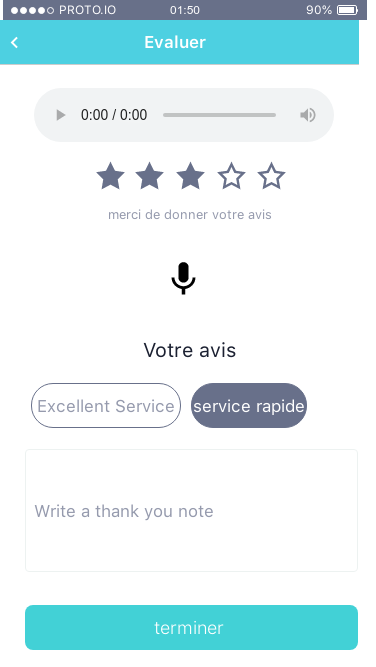 PROTO.IO 01:50 90%
Evaluer
0:00 / 0:00
merci de donner votre avis
Votre avis
Excellent Service service rapide
Write a thank you note
terminer